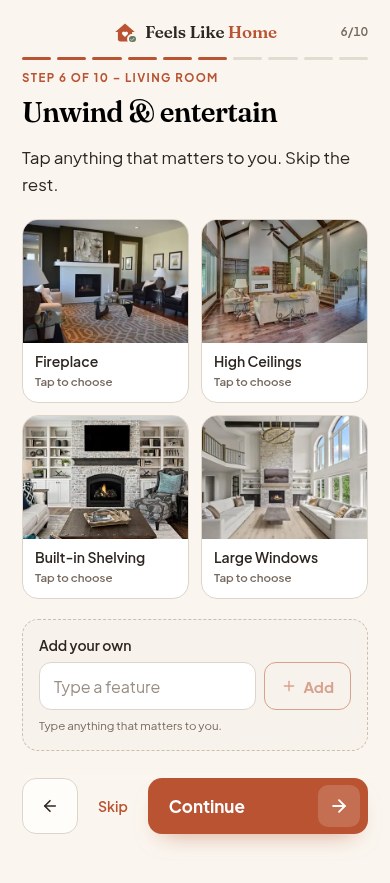 Feels Like Home
6/10
STEP 6 OF 10 – LIVING ROOM
Unwind & entertain
Tap anything that matters to you. Skip the
rest.
Fireplace
Tap to choose
High Ceilings
Tap to choose
Built-in Shelving
Tap to choose
Large Windows
Tap to choose
Add your own
Type a feature
+ Add
Type anything that matters to you.
← Skip Continue →